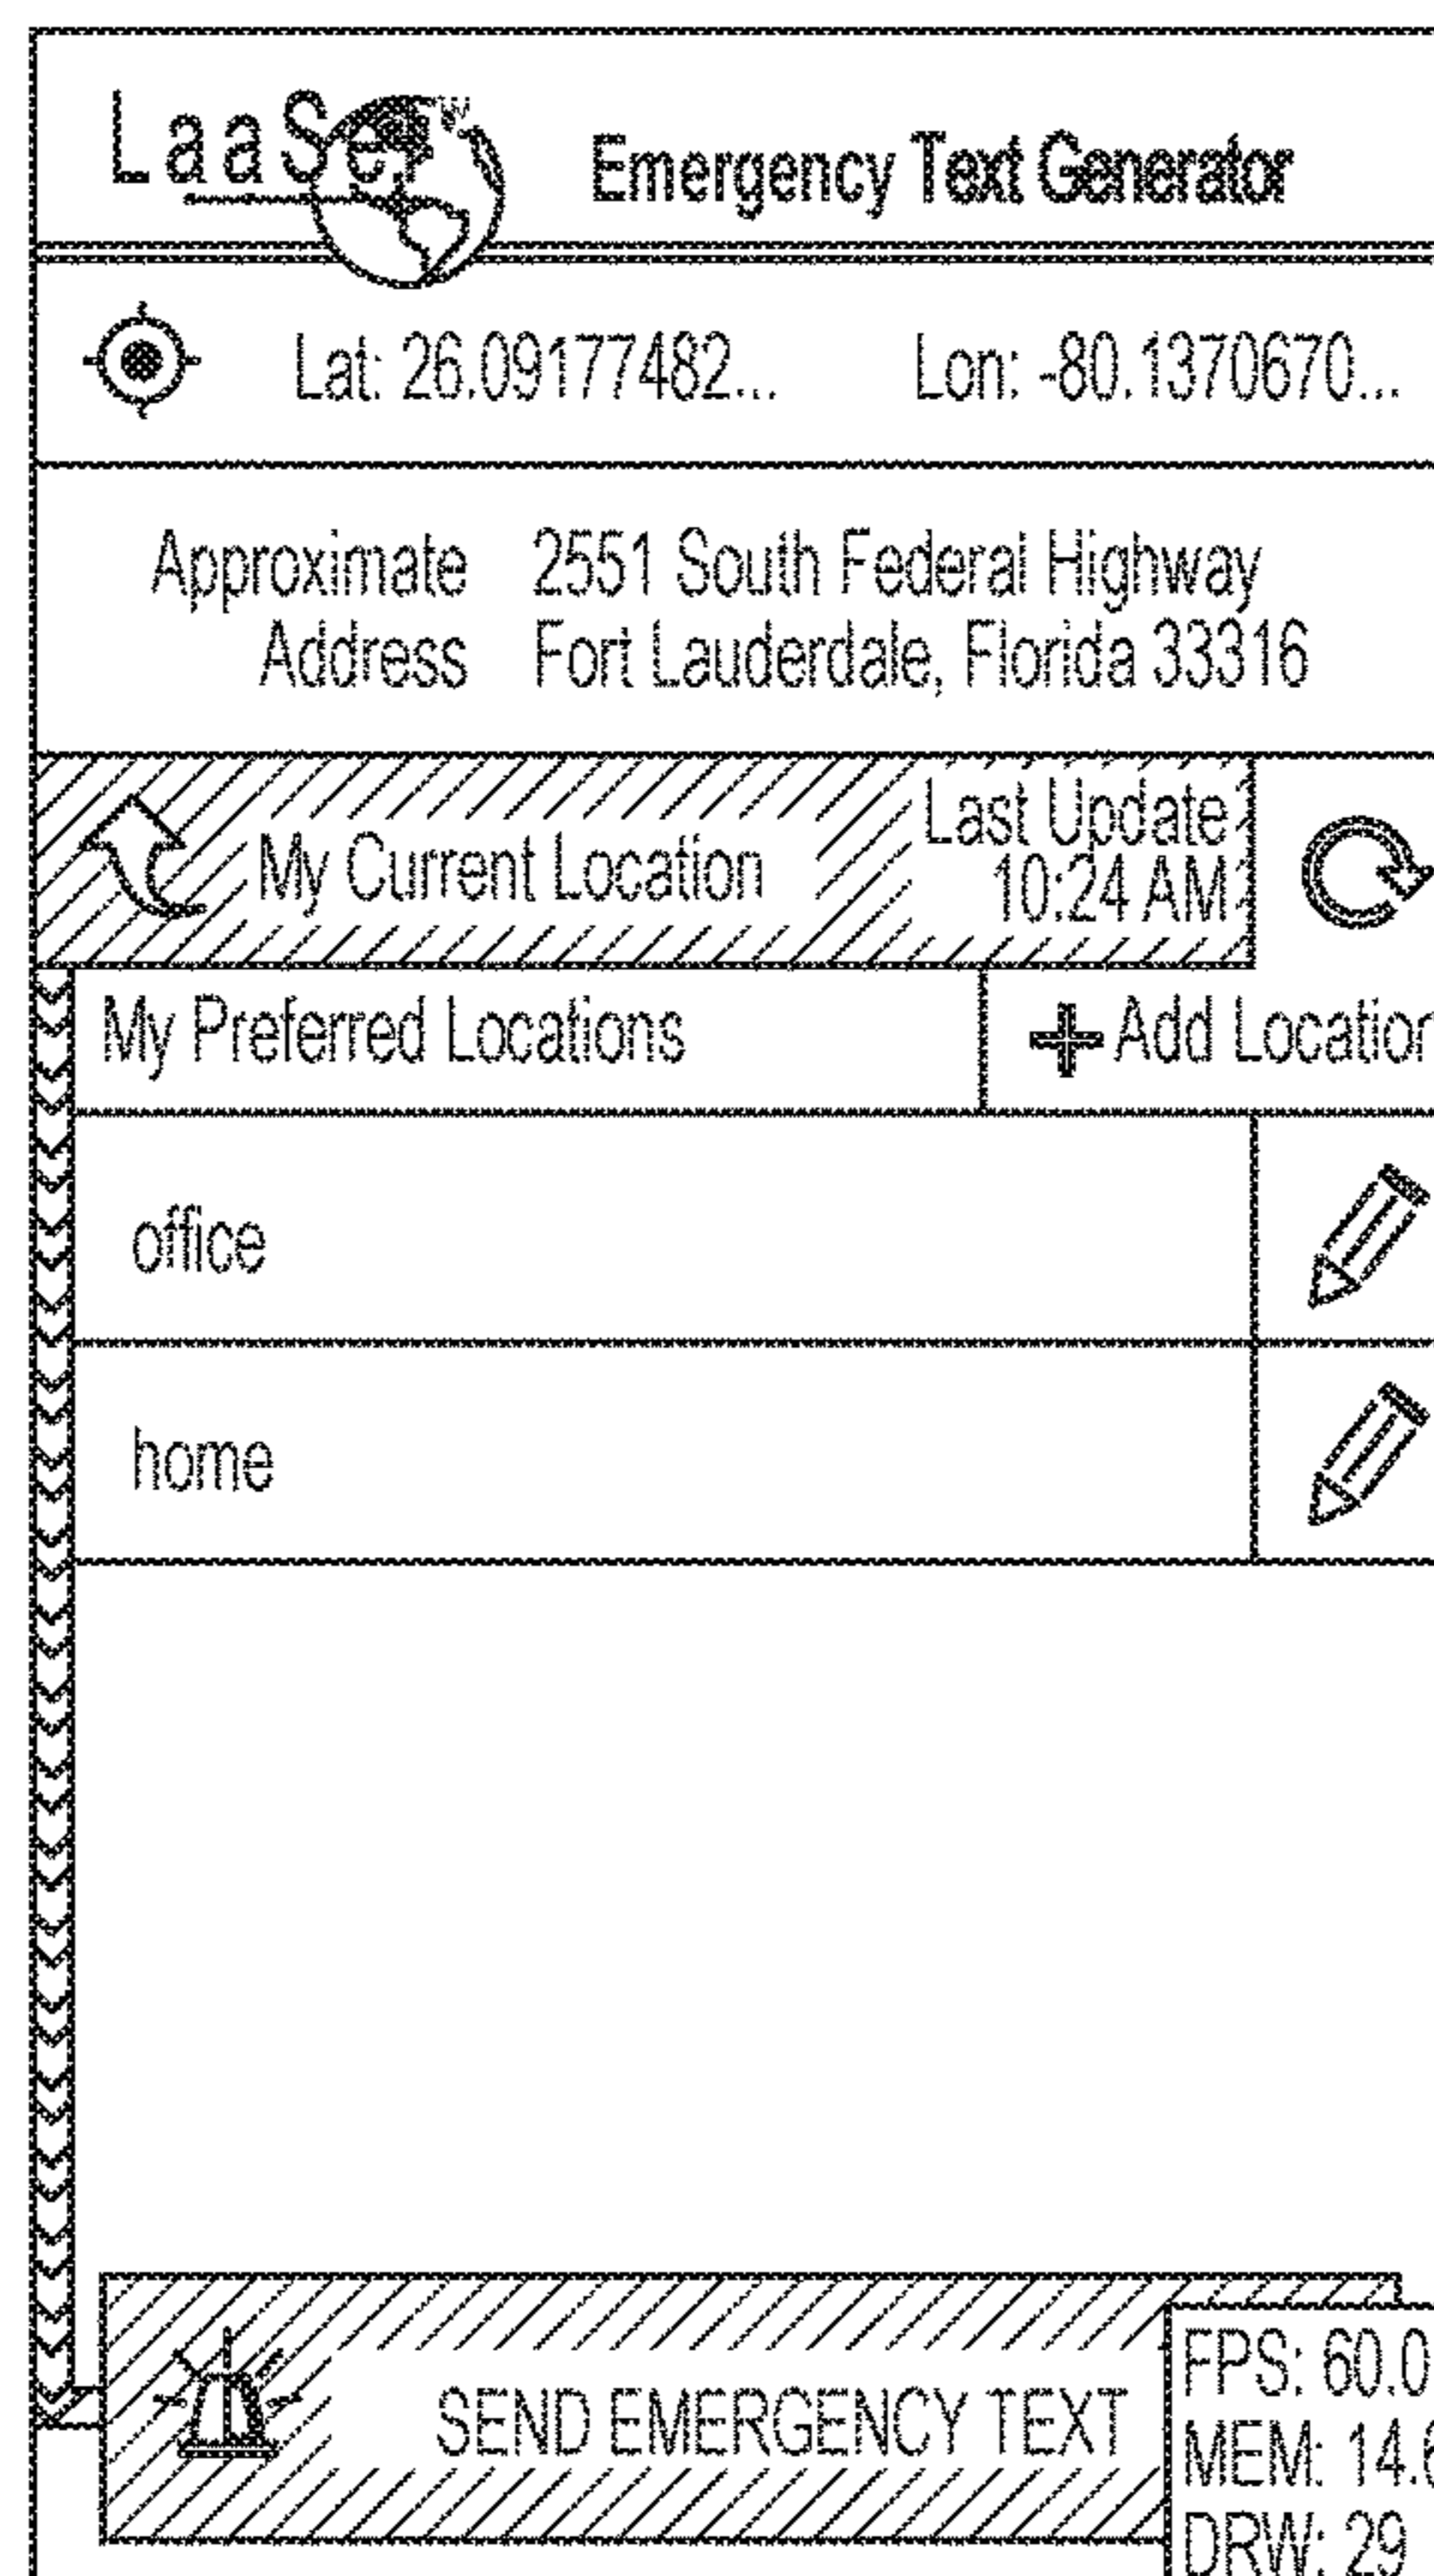 LaaSer
Emergency Text Generator
Lat: 26.09177482... Lon: -80.1370670...
Approximate 2551 South Federal Highway
Address Fort Lauderdale, Florida 33316
Last Update
My Current Location 10:24 AM
My Preferred Locations + Add Location
office
home
SEND EMERGENCY TEXT
FPS: 60.0
MEM: 14.6
DRW: 29